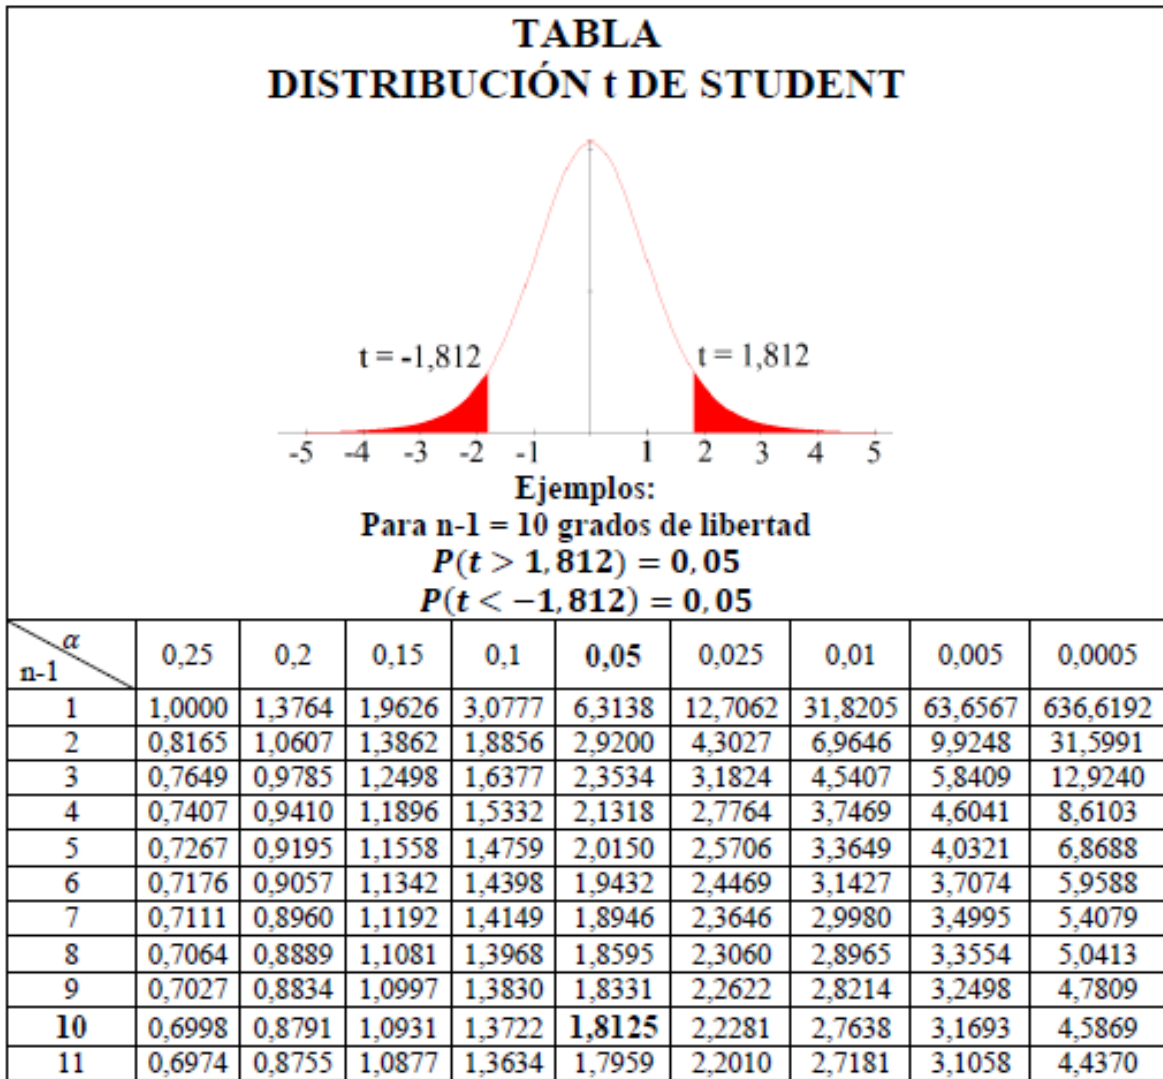 TABLA
DISTRIBUCIÓN t DE STUDENT
t = -1,812 t = 1,812
-5 -4 -3 -2 -1 1 2 3 4 5
Ejemplos:
Para n-1 = 10 grados de libertad
P(t > 1,812) = 0,05
P(t < −1,812) = 0,05
α n-1 0,25 0,2 0,15 0,1 0,05 0,025 0,01 0,005 0,0005
1 1,0000 1,3764 1,9626 3,0777 6,3138 12,7062 31,8205 63,6567 636,6192
2 0,8165 1,0607 1,3862 1,8856 2,9200 4,3027 6,9646 9,9248 31,5991
3 0,7649 0,9785 1,2498 1,6377 2,3534 3,1824 4,5407 5,8409 12,9240
4 0,7407 0,9410 1,1896 1,5332 2,1318 2,7764 3,7469 4,6041 8,6103
5 0,7267 0,9195 1,1558 1,4759 2,0150 2,5706 3,3649 4,0321 6,8688
6 0,7176 0,9057 1,1342 1,4398 1,9432 2,4469 3,1427 3,7074 5,9588
7 0,7111 0,8960 1,1192 1,4149 1,8946 2,3646 2,9980 3,4995 5,4079
8 0,7064 0,8889 1,1081 1,3968 1,8595 2,3060 2,8965 3,3554 5,0413
9 0,7027 0,8834 1,0997 1,3830 1,8331 2,2622 2,8214 3,2498 4,7809
10 0,6998 0,8791 1,0931 1,3722 1,8125 2,2281 2,7638 3,1693 4,5869
11 0,6974 0,8755 1,0877 1,3634 1,7959 2,2010 2,7181 3,1058 4,4370